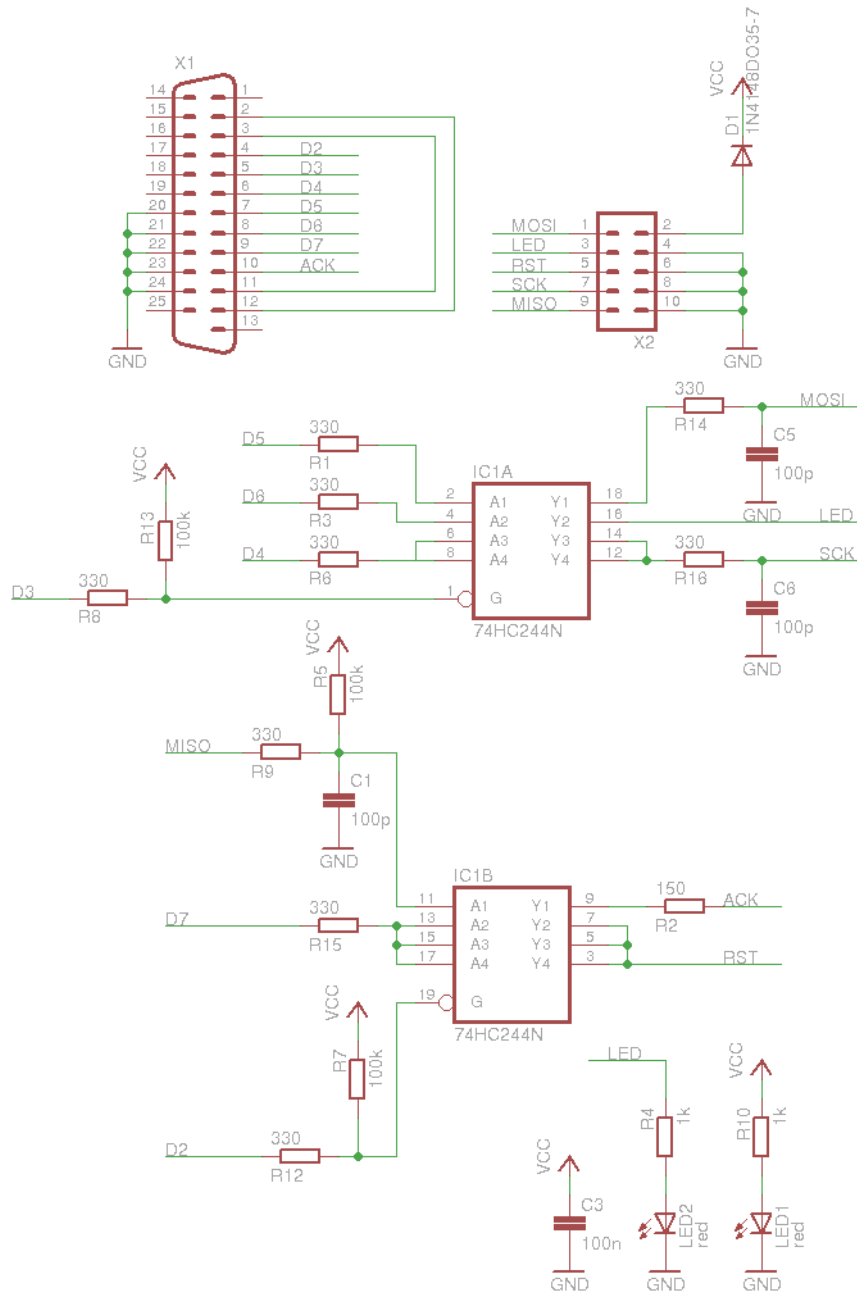 X1
14
15
16
17
18
19
20
21
22
23
24
25
1
2
3
4
5
6
7
8
9
10
11
12
13
D2
D3
D4
D5
D6
D7
ACK
GND
VCC
D1
1N4148DO35-7
MOSI
LED
RST
SCK
MISO
1
3
5
7
9
2
4
6
8
10
X2
GND
D5
330
R1
D6
330
R3
D4
330
R6
VCC
R13
100k
D3
330
R8
IC1A
2
4
6
8
1
A1
A2
A3
A4
G
Y1
Y2
Y3
Y4
18
16
14
12
74HC244N
330
R14
MOSI
C5
100p
GND
LED
330
R16
SCK
C6
100p
GND
VCC
R5
100k
MISO
330
R9
C1
100p
GND
IC1B
D7
330
R15
11
13
15
17
19
A1
A2
A3
A4
G
Y1
Y2
Y3
Y4
9
7
5
3
74HC244N
150
R2
ACK
RST
VCC
R7
100k
D2
330
R12
VCC
C3
100n
GND
LED
R4
1k
LED2
red
GND
VCC
R10
1k
LED1
red
GND